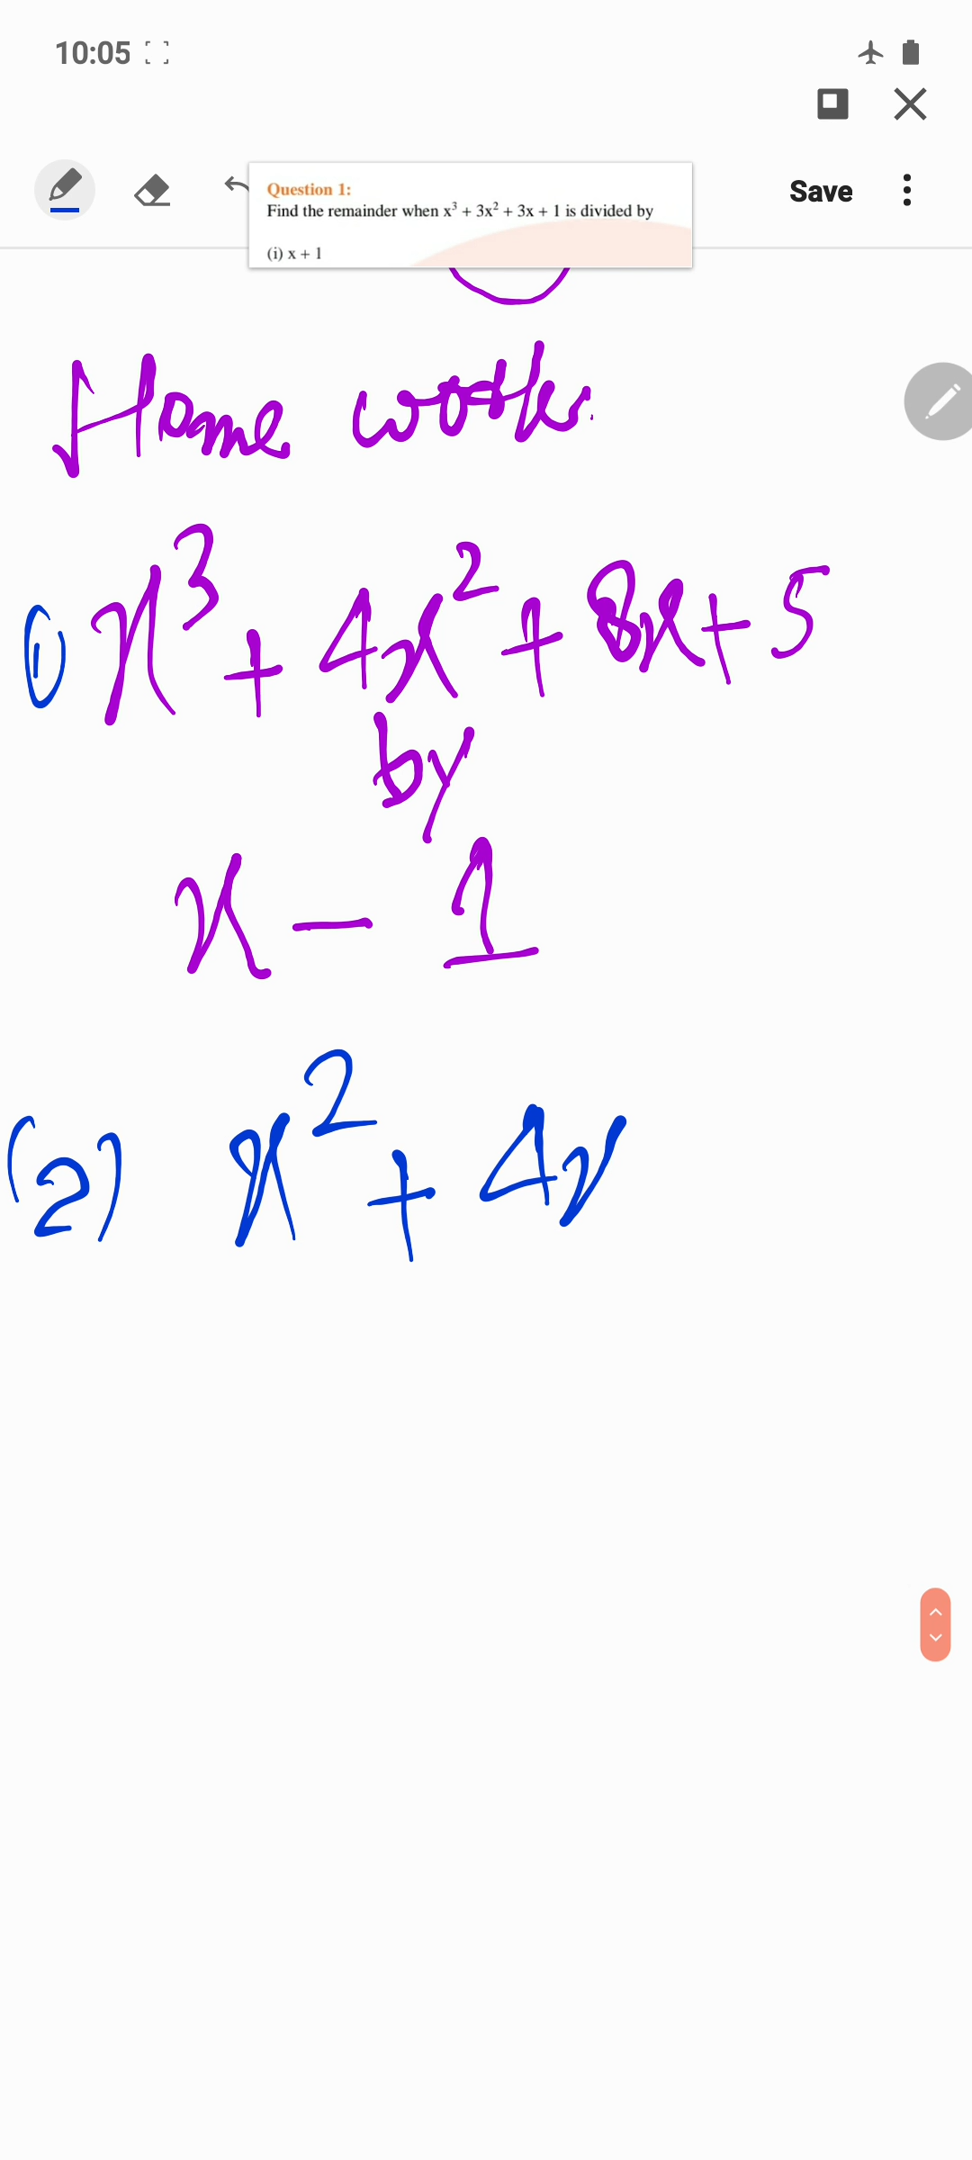 10:05
Save
Question 1:
Find the remainder when x³ + 3x² + 3x + 1 is divided by
(i) x + 1
Home work.
① x³ + 4x² + 8x + 5
by
x - 1
(2) x² + 4x